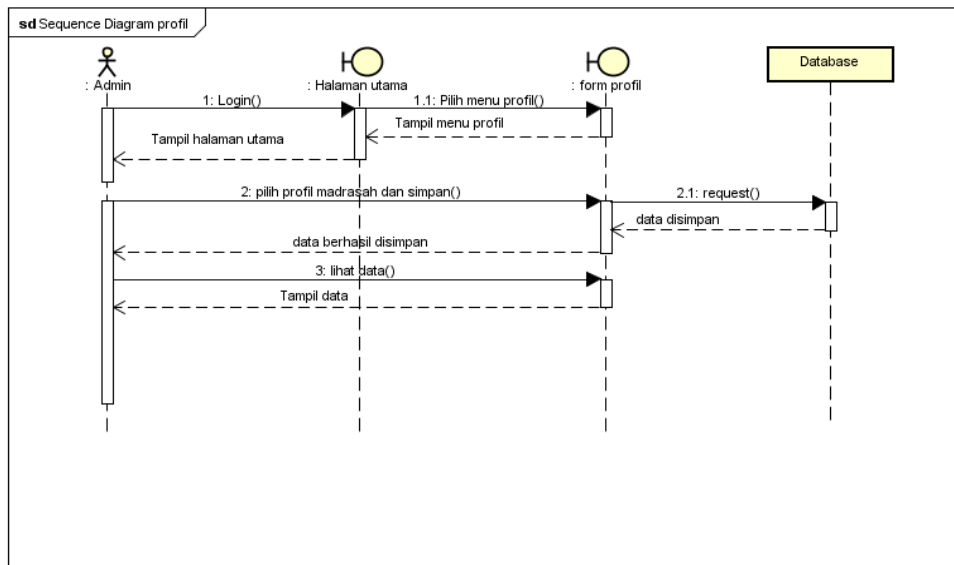 sd Sequence Diagram profil
: Admin
: Halaman utama
: form profil
Database
1: Login()
1.1: Pilih menu profil()
Tampil menu profil
Tampil halaman utama
2: pilih profil madrasah dan simpan()
2.1: request()
data disimpan
data berhasil disimpan
3: lihat data()
Tampil data